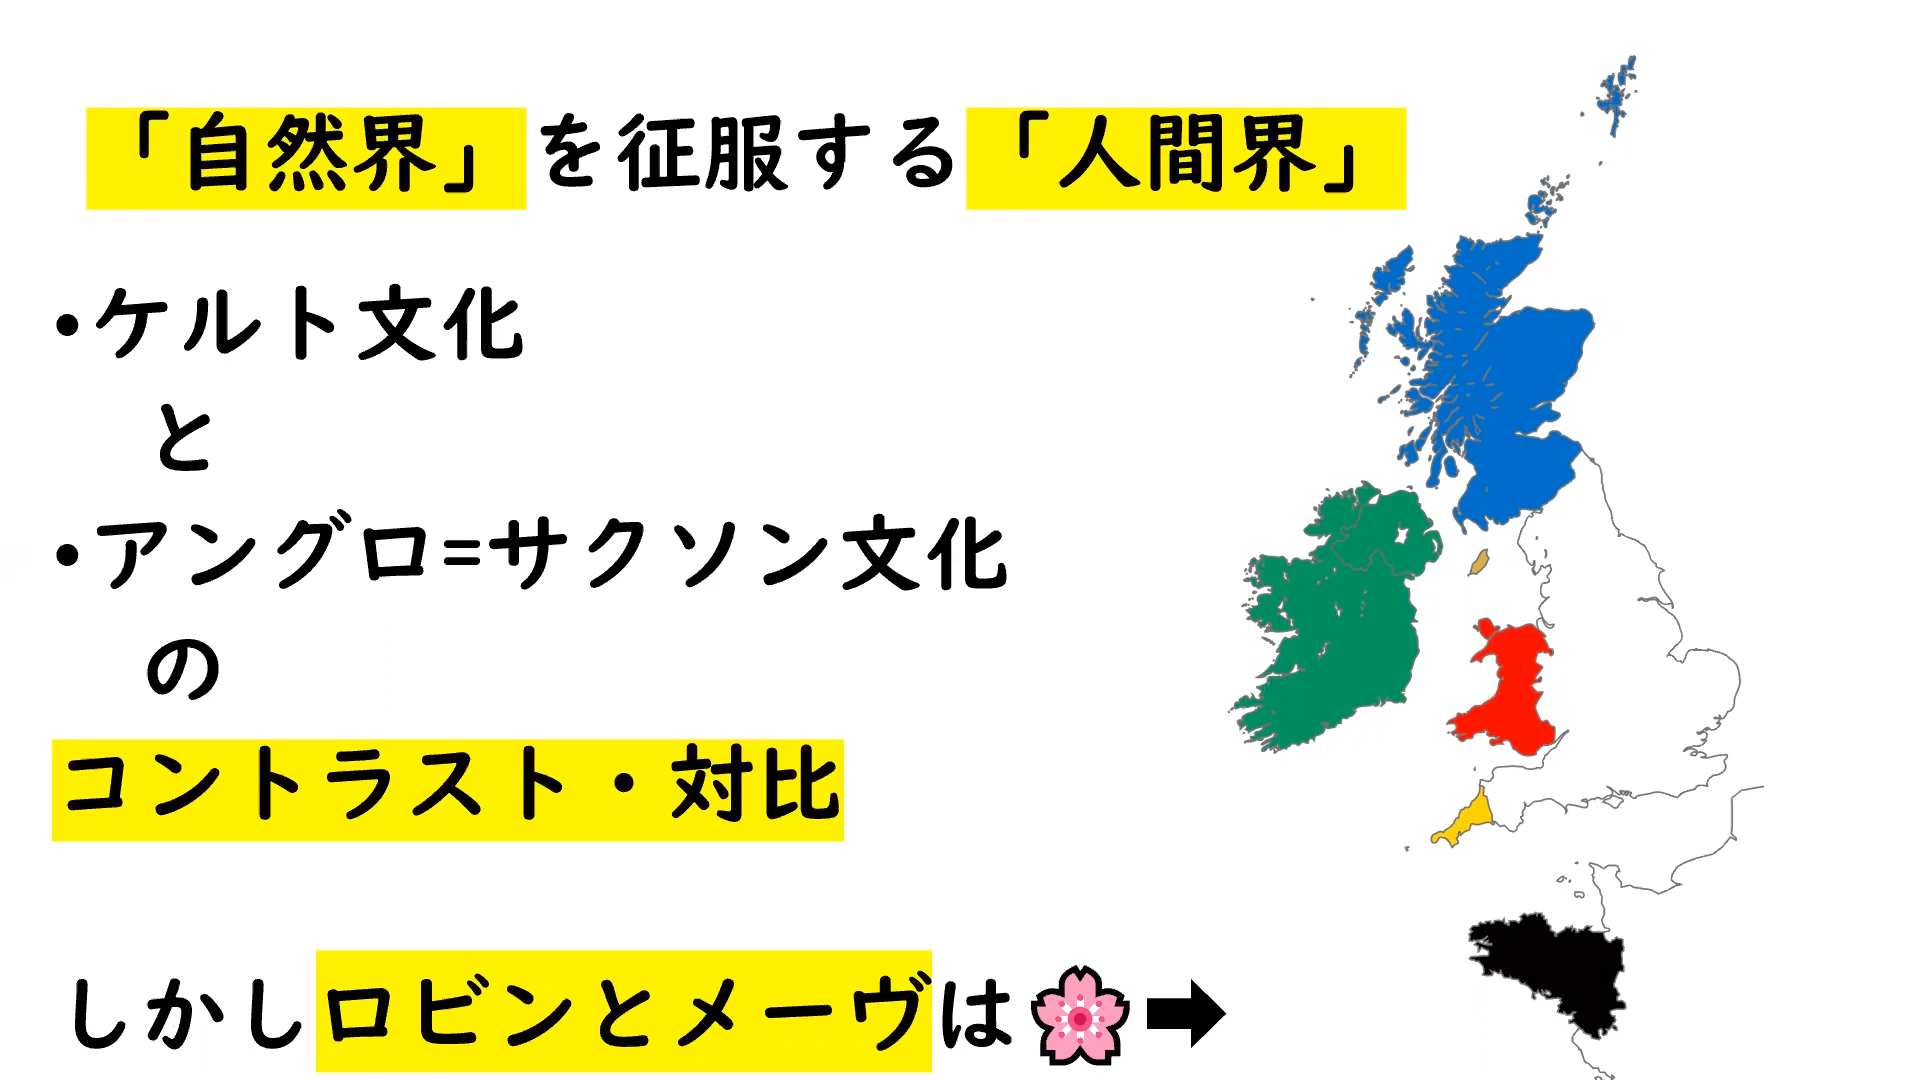 「自然界」を征服する「人間界」
•ケルト文化
と
•アングロ=サクソン文化
の
コントラスト・対比
しかしロビンとメーヴは🌸➡